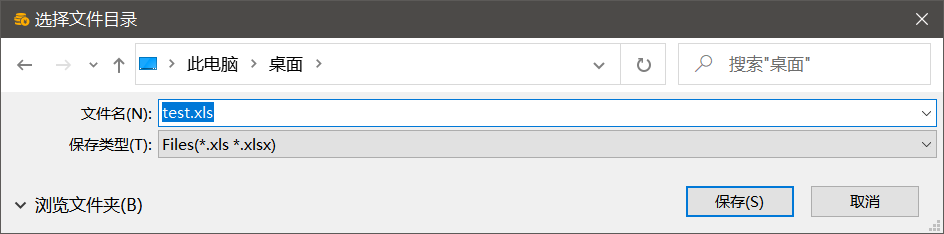 选择文件目录
此电脑 桌面 搜索"桌面"
文件名(N): test.xls
保存类型(T): Files(*.xls *.xlsx)
浏览文件夹(B) 保存(S) 取消